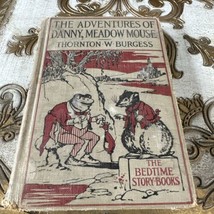 THE ADVENTURES OF
DANNY, MEADOW MOUSE
THORNTON·W·BURGESS
THE
BEDTIME
STORY-BOOKS